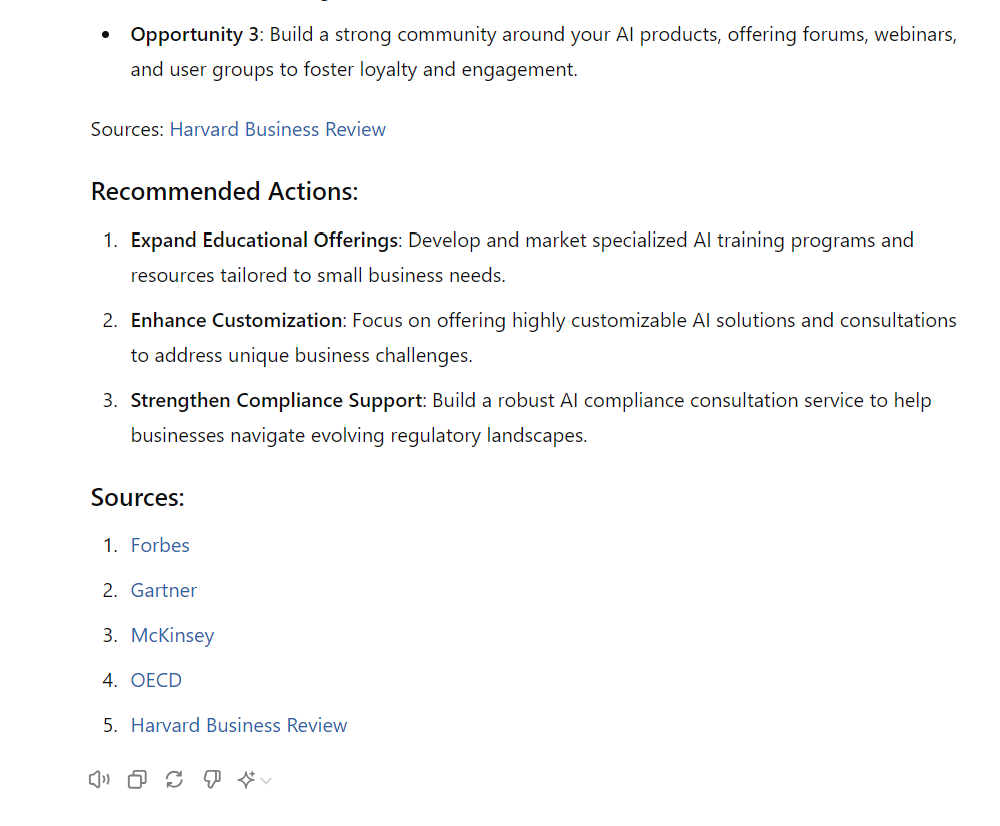 • Opportunity 3: Build a strong community around your AI products, offering forums, webinars,
and user groups to foster loyalty and engagement.
Sources: Harvard Business Review
Recommended Actions:
1. Expand Educational Offerings: Develop and market specialized AI training programs and
resources tailored to small business needs.
2. Enhance Customization: Focus on offering highly customizable AI solutions and consultations
to address unique business challenges.
3. Strengthen Compliance Support: Build a robust AI compliance consultation service to help
businesses navigate evolving regulatory landscapes.
Sources:
1. Forbes
2. Gartner
3. McKinsey
4. OECD
5. Harvard Business Review